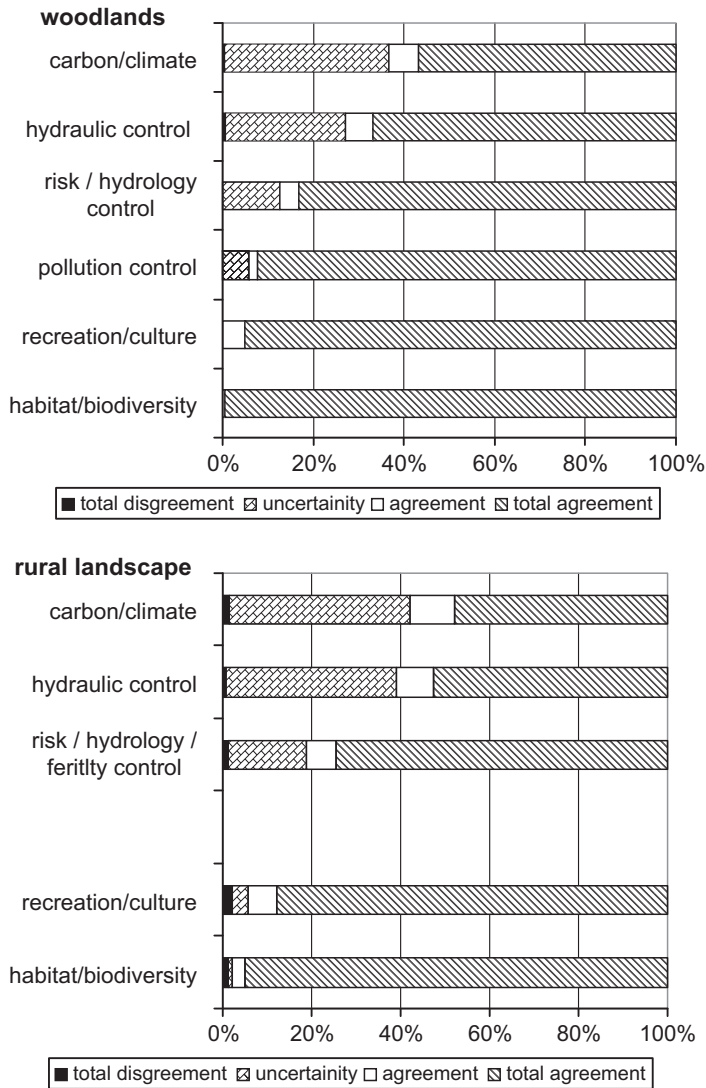 woodlands
carbon/climate
hydraulic control
risk / hydrology
control
pollution control
recreation/culture
habitat/biodiversity
0% 20% 40% 60% 80% 100%
total disgreement uncertainity agreement total agreement
rural landscape
carbon/climate
hydraulic control
risk / hydrology /
feritlty control
recreation/culture
habitat/biodiversity
0% 20% 40% 60% 80% 100%
total disgreement uncertainity agreement total agreement